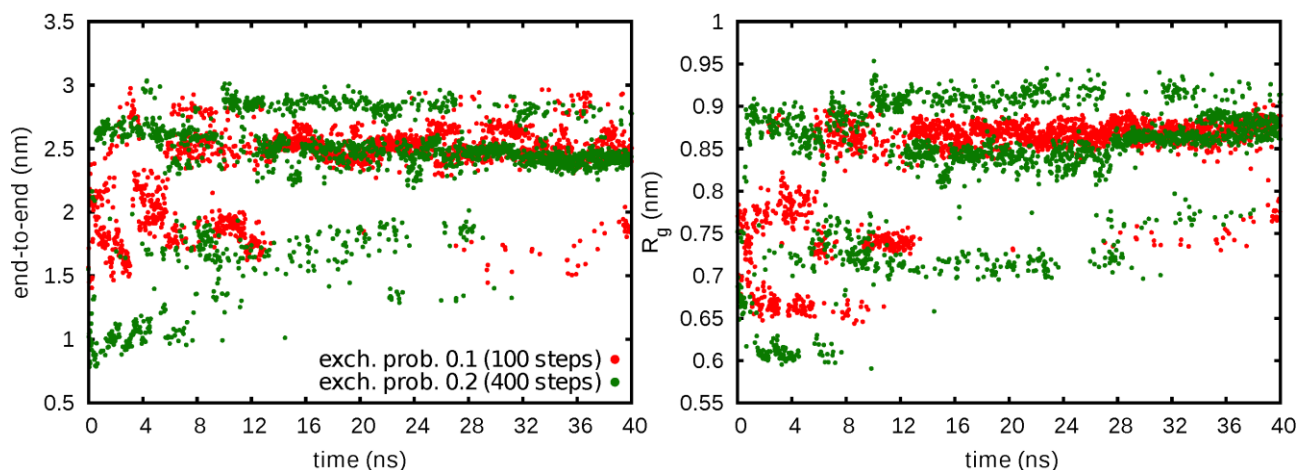 3.5
3
2.5
2
1.5
1
0.5
end-to-end (nm)
exch. prob. 0.1 (100 steps)
exch. prob. 0.2 (400 steps)
0 4 8 12 16 20 24 28 32 36 40
time (ns)
1
0.95
0.9
0.85
0.8
0.75
0.7
0.65
0.6
0.55
Rg (nm)
0 4 8 12 16 20 24 28 32 36 40
time (ns)